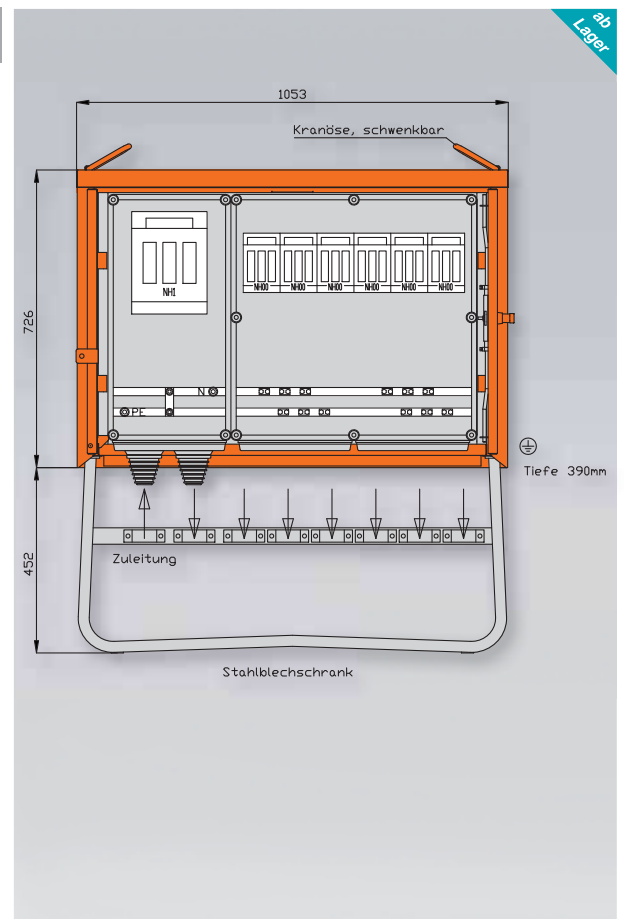 ab
Lager
1053
Kranöse, schwenkbar
726
NH1
NH00 NH00 NH00 NH00 NH00 NH00
N
PE
Tiefe 390mm
452
Zuleitung
Stahlblechschrank